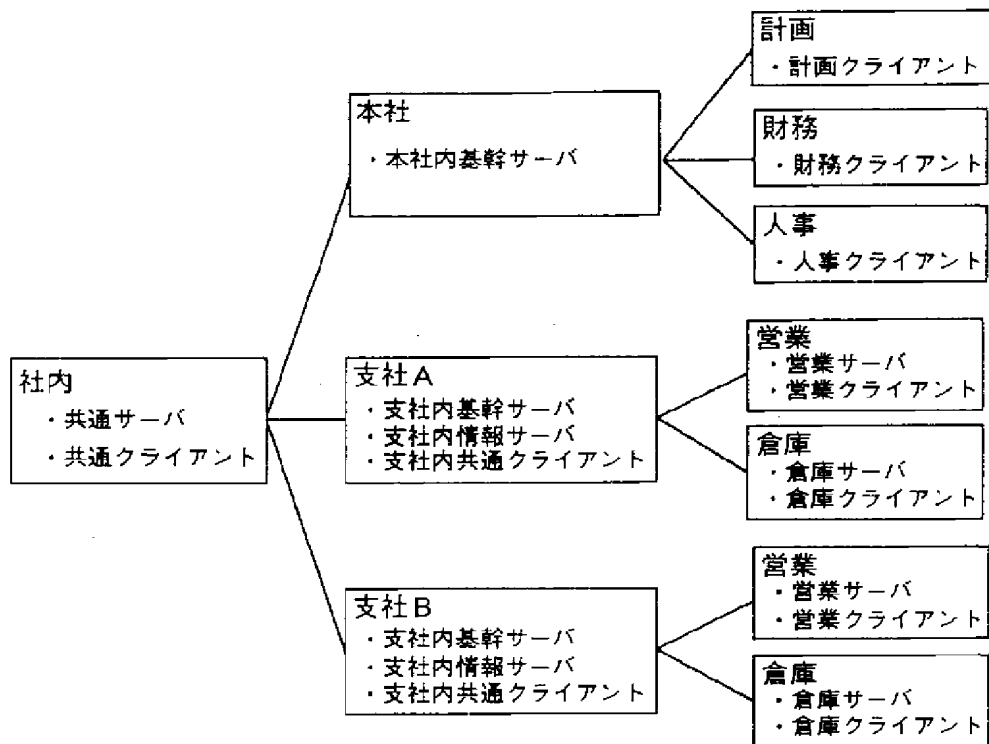 社内
・共通サーバ
・共通クライアント
本社
・本社内基幹サーバ
計画
・計画クライアント
財務
・財務クライアント
人事
・人事クライアント
支社A
・支社内基幹サーバ
・支社内情報サーバ
・支社内共通クライアント
営業
・営業サーバ
・営業クライアント
倉庫
・倉庫サーバ
・倉庫クライアント
支社B
・支社内基幹サーバ
・支社内情報サーバ
・支社内共通クライアント
営業
・営業サーバ
・営業クライアント
倉庫
・倉庫サーバ
・倉庫クライアント